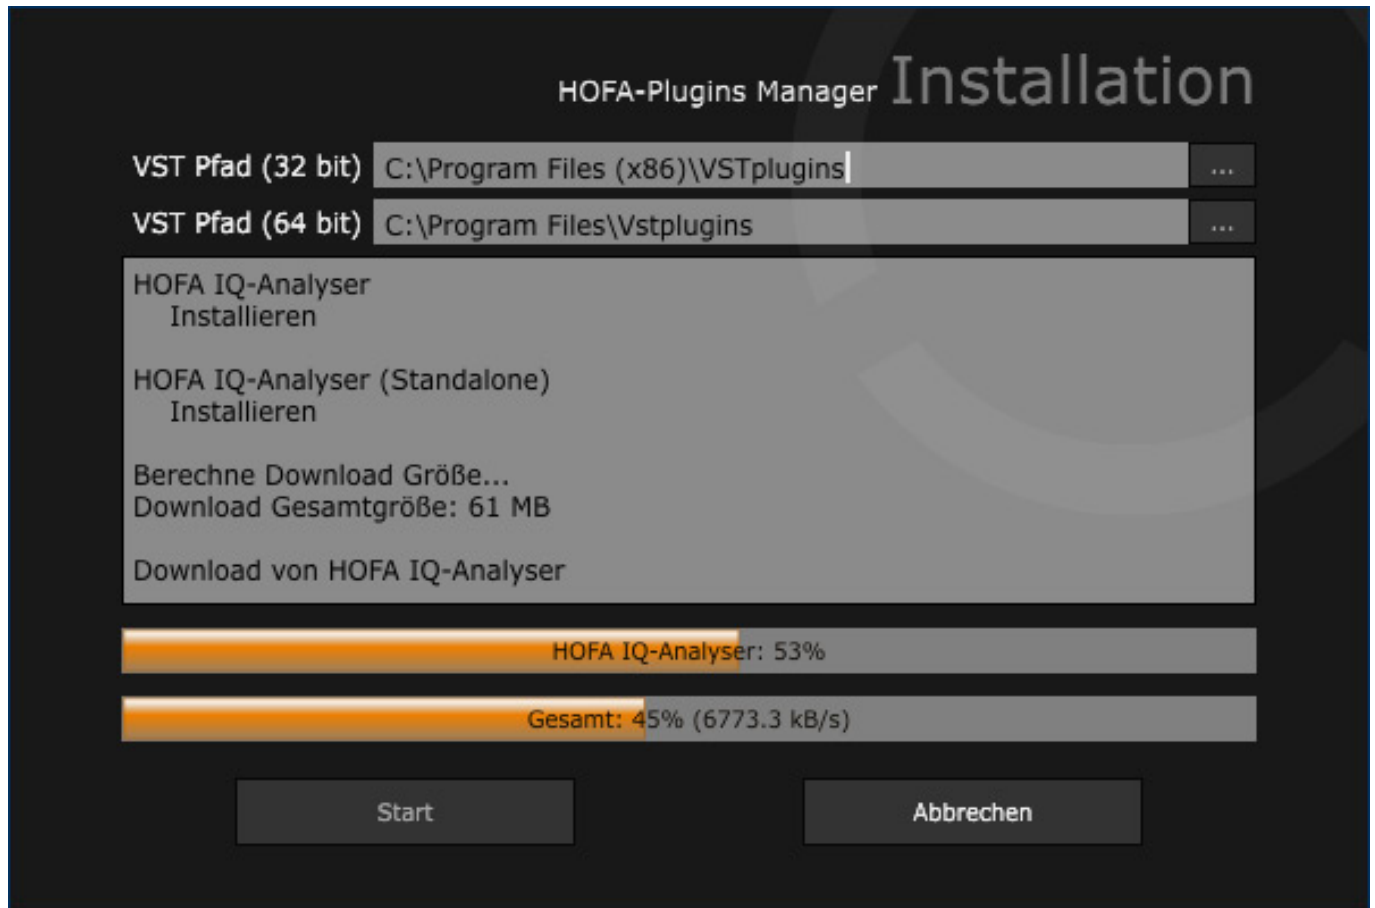 HOFA-Plugins Manager Installation
VST Pfad (32 bit) C:\Program Files (x86)\VSTplugins ...
VST Pfad (64 bit) C:\Program Files\Vstplugins ...
HOFA IQ-Analyser
Installieren
HOFA IQ-Analyser (Standalone)
Installieren
Berechne Download Größe...
Download Gesamtgröße: 61 MB
Download von HOFA IQ-Analyser
HOFA IQ-Analyser: 53%
Gesamt: 45% (6773.3 kB/s)
Start Abbrechen